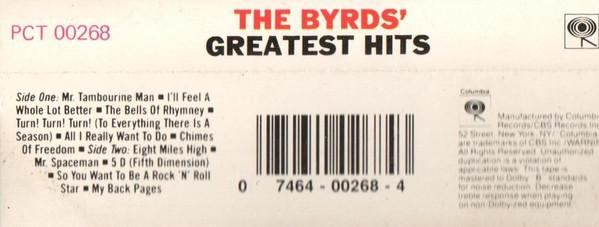 PCT 00268
THE BYRDS'
GREATEST HITS
Side One: Mr. Tambourine Man ■ I'll Feel A
Whole Lot Better ■ The Bells Of Rhymney ■
Turn! Turn! Turn! (To Everything There Is A
Season) ■ All I Really Want To Do ■ Chimes
Of Freedom ■ Side Two: Eight Miles High ■
Mr. Spaceman ■ 5 D (Fifth Dimension)
■ So You Want To Be A Rock 'N' Roll
Star ■ My Back Pages
0 7464-00268-4
Columbia
Manufactured by Columbia
Records/CBS Records Inc
52 Street, New York, NY/ Columbia
are trademarks of CBS Inc./WARNIN
All Rights Reserved. Unauthorized
duplication is a violation of
applicable laws. This tape is
mastered to Dolby "B" standards
for noise reduction. Decrease
treble response when playing
on non-Dolbyized equipment.